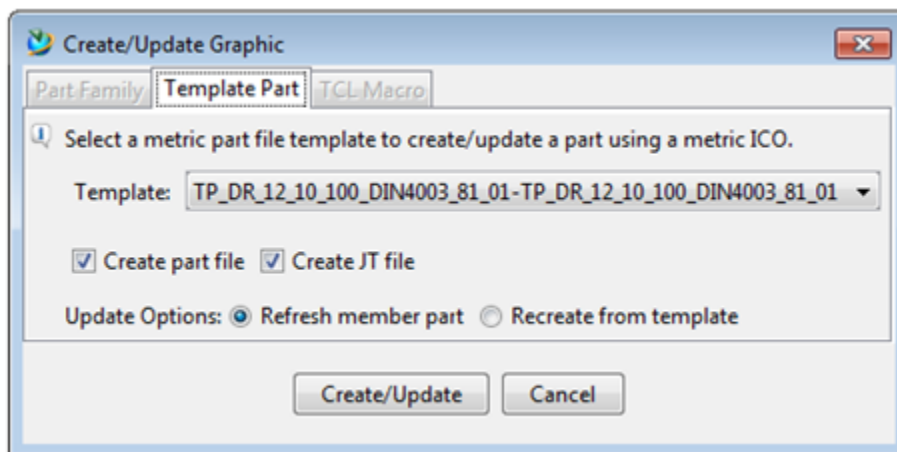 Create/Update Graphic
Part Family Template Part TCL Macro
Select a metric part file template to create/update a part using a metric ICO.
Template: TP_DR_12_10_100_DIN4003_81_01-TP_DR_12_10_100_DIN4003_81_01
Create part file Create JT file
Update Options: Refresh member part Recreate from template
Create/Update Cancel